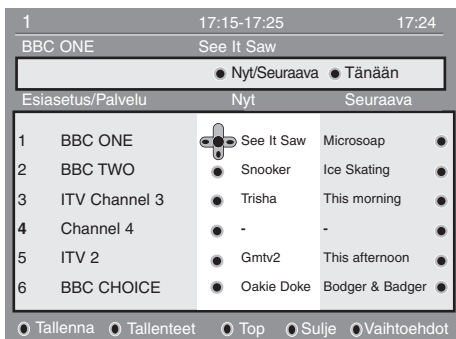 1 17:15-17:25 17:24
BBC ONE See It Saw
Nyt/Seuraava Tänään
Esiasetus/Palvelu Nyt Seuraava
1 BBC ONE See It Saw Microsoap
2 BBC TWO Snooker Ice Skating
3 ITV Channel 3 Trisha This morning
4 Channel 4 - -
5 ITV 2 Gmtv2 This afternoon
6 BBC CHOICE Oakie Doke Bodger & Badger
Tallenna Tallenteet Top Sulje Vaihtoehdot